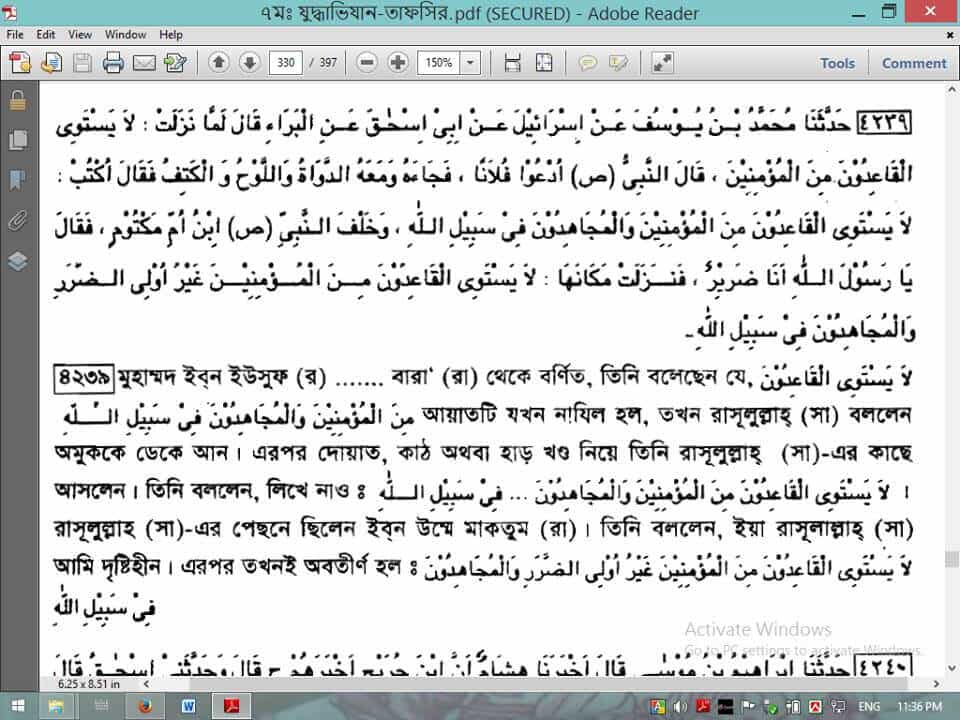 ৭মঃ যুদ্ধাভিযান-তাফসির.pdf (SECURED) - Adobe Reader
File Edit View Window Help
330 / 397 150% Tools Comment
٤٢٣٩ حَدَّثَنَا مُحَمَّدُ بْنُ يُوْسُفَ عَنْ اِسْرَائِيْلَ عَنْ اَبِىْ اِسْحٰقَ عَنِ الْبَرَاءِ قَالَ لَمَّا نَزَلَتْ : لاَ يَسْتَوِى
الْقَاعِدُوْنَ مِنَ الْمُؤْمِنِيْنَ ، قَالَ النَّبِىُّ (ص) اُدْعُوْا فُلاَنًا ، فَجَاءَهُ وَمَعَهُ الدَّوَاةُ وَاللَّوْحُ وَ الْكَتِفُ فَقَالَ اُكْتُبْ :
لاَ يَسْتَوِى الْقَاعِدُوْنَ مِنَ الْمُؤْمِنِيْنَ وَالْمُجَاهِدُوْنَ فِىْ سَبِيْلِ اللّٰهِ ، وَخَلْفَ النَّبِىِّ (ص) اِبْنُ اُمِّ مَكْتُوْمٍ ، فَقَالَ
يَا رَسُوْلَ اللّٰهِ اَنَا ضَرِيْرٌ ، فَنَزَلَتْ مَكَانَهَا : لاَ يَسْتَوِى الْقَاعِدُوْنَ مِنَ الْمُؤْمِنِيْنَ غَيْرُ اُولِى الضَّرَرِ
وَالْمُجَاهِدُوْنَ فِىْ سَبِيْلِ اللّٰهِ ـ
৪২৩৯ মুহাম্মদ ইব্‌ন ইউসুফ (র) ....... বারা' (রা) থেকে বর্ণিত, তিনি বলেছেন যে, لاَ يَسْتَوِى الْقَاعِدُوْنَ
مِنَ الْمُؤْمِنِيْنَ وَالْمُجَاهِدُوْنَ فِىْ سَبِيْلِ اللّٰهِ আয়াতটি যখন নাযিল হল, তখন রাসূলুল্লাহ্ (সা) বললেন
অমুককে ডেকে আন। এরপর দোয়াত, কাঠ অথবা হাড় খণ্ড নিয়ে তিনি রাসূলুল্লাহ্ (সা)-এর কাছে
আসলেন। তিনি বললেন, লিখে নাও ঃ لاَ يَسْتَوِى الْقَاعِدُوْنَ مِنَ الْمُؤْمِنِيْنَ وَالْمُجَاهِدُوْنَ ... فِىْ سَبِيْلِ اللّٰهِ ।
রাসূলুল্লাহ (সা)-এর পেছনে ছিলেন ইব্‌ন উম্মে মাকতুম (রা)। তিনি বললেন, ইয়া রাসূলাল্লাহ্ (সা)
আমি দৃষ্টিহীন। এরপর তখনই অবতীর্ণ হল ঃ لاَ يَسْتَوِى الْقَاعِدُوْنَ مِنَ الْمُؤْمِنِيْنَ غَيْرُ اُولِى الضَّرَرِ وَالْمُجَاهِدُوْنَ
فِىْ سَبِيْلِ اللّٰهِ
Activate Windows
Go to PC settings to activate Windows.
٤٢٤٠ حَدَّثَنَا اِبْرَاهِيْمُ بْنُ مُوْسٰى قَالَ اَخْبَرَنَا هِشَامٌ اَنَّ ابْنَ جُرَيْجٍ اَخْبَرَهُمْ ح قَالَ وَحَدَّثَنِىْ اِسْحٰقُ قَالَ
6.25 x 8.51 in
ENG 11:36 PM